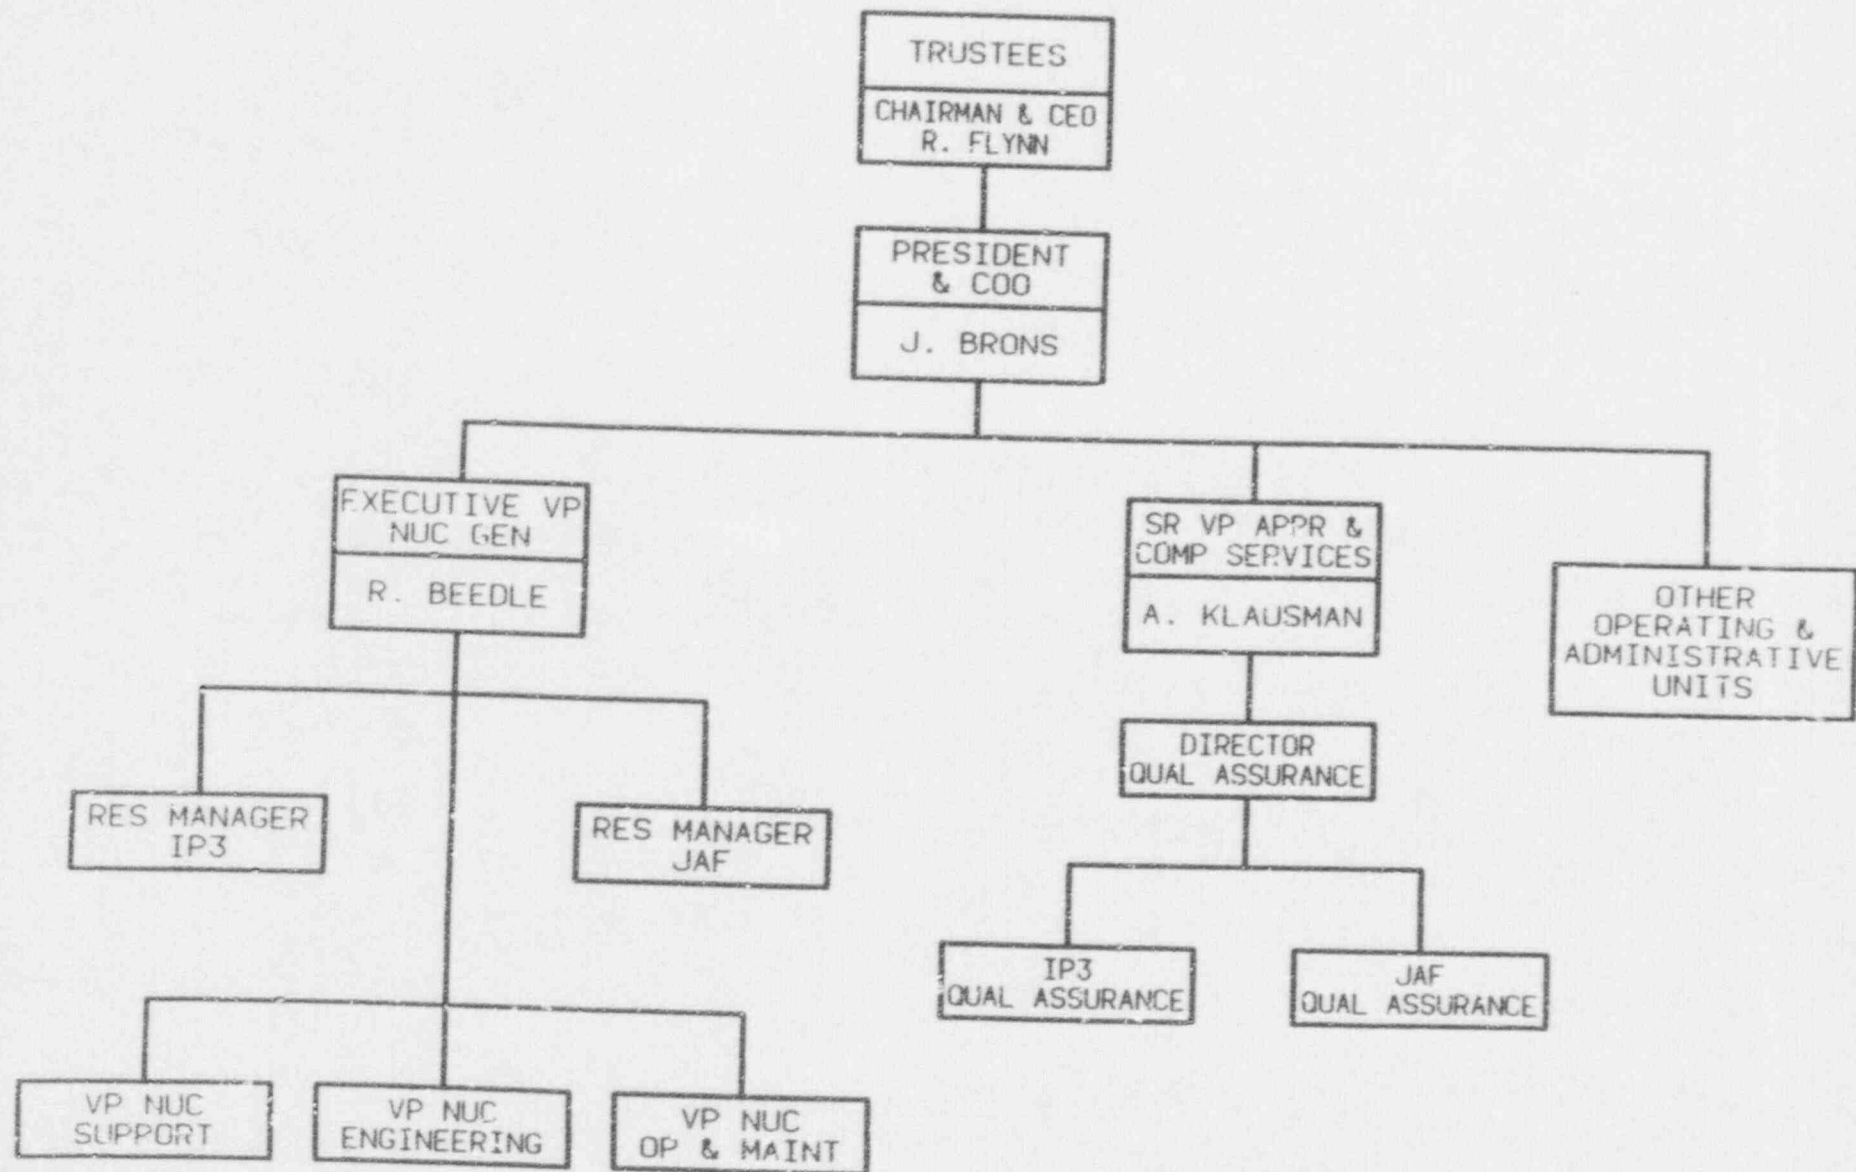 TRUSTEES
CHAIRMAN & CEO
R. FLYNN
PRESIDENT
& COO
J. BRONS
EXECUTIVE VP
NUC GEN
R. BEEDLE
SR VP APPR &
COMP SERVICES
A. KLAUSMAN
OTHER
OPERATING &
ADMINISTRATIVE
UNITS
DIRECTOR
QUAL ASSURANCE
RES MANAGER
IP3
RES MANAGER
JAF
IP3
QUAL ASSURANCE
JAF
QUAL ASSURANCE
VP NUC
SUPPORT
VP NUC
ENGINEERING
VP NUC
OP & MAINT